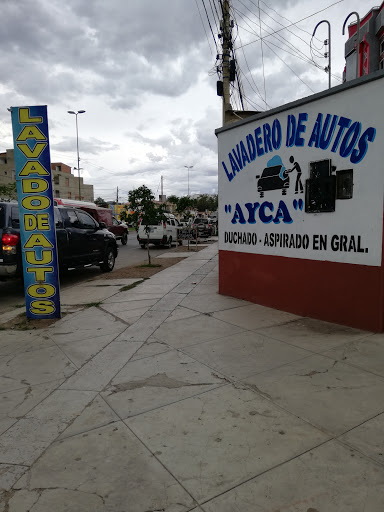 LAVADO DE AUTOS
LAVADERO DE AUTOS
"AYCA"
DUCHADO - ASPIRADO EN GRAL.